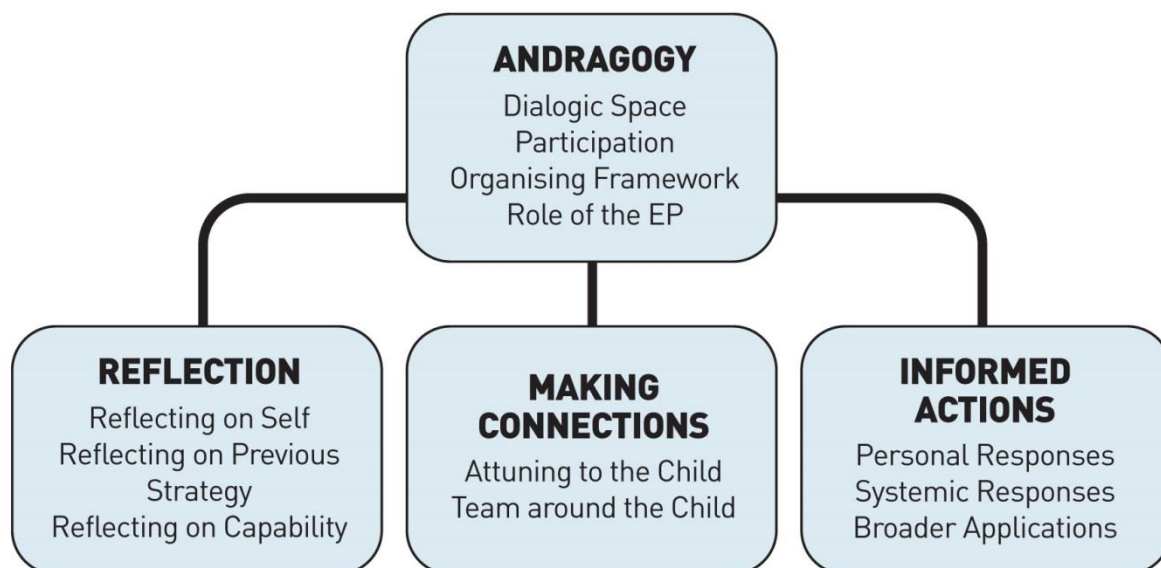 ANDRAGOGY
Dialogic Space
Participation
Organising Framework
Role of the EP
REFLECTION
Reflecting on Self
Reflecting on Previous
Strategy
Reflecting on Capability
MAKING
CONNECTIONS
Attuning to the Child
Team around the Child
INFORMED
ACTIONS
Personal Responses
Systemic Responses
Broader Applications